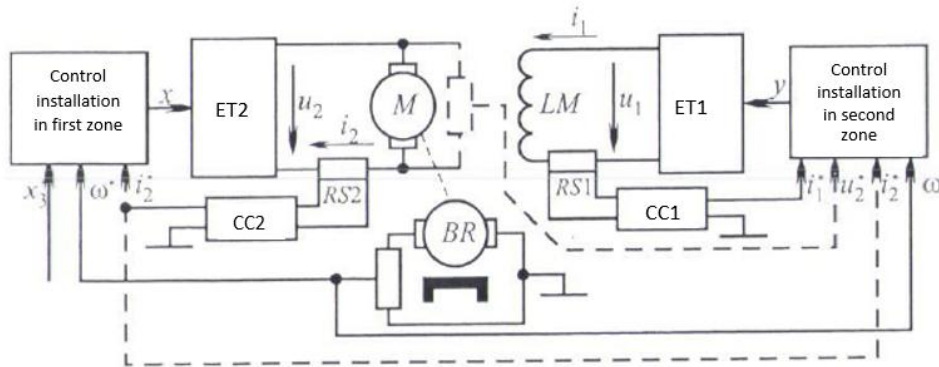 i₁
Control
installation
in first zone
x
ET2
u₂
M
i₂
LM
u₁
ET1
y
Control
installation
in second
zone
x₃
ω*
i₂*
CC2
RS2
BR
RS1
CC1
i₁*
u₂*
i₂*
ω